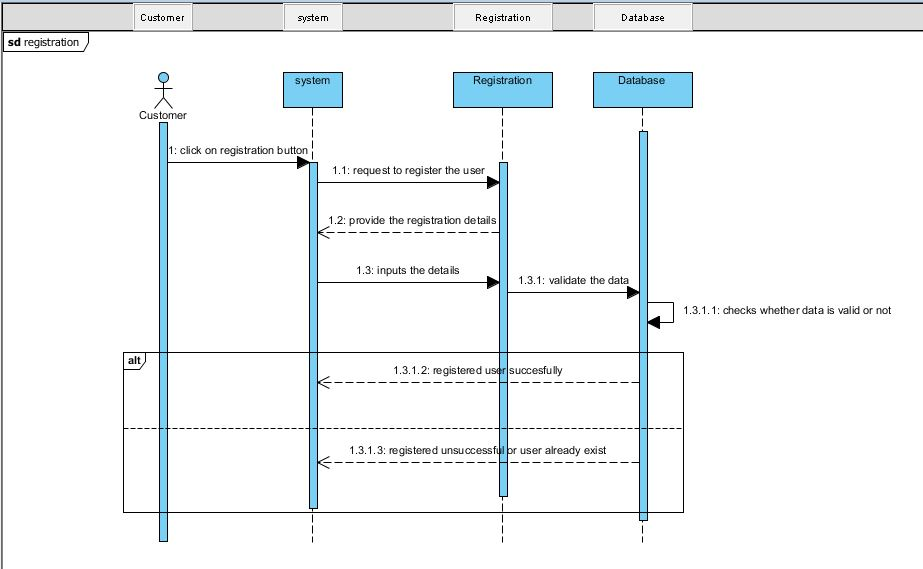 Customer system Registration Database
sd registration
system Registration Database
Customer
1: click on registration button
1.1: request to register the user
1.2: provide the registration details
1.3: inputs the details
1.3.1: validate the data
1.3.1.1: checks whether data is valid or not
alt
1.3.1.2: registered user succesfully
1.3.1.3: registered unsuccessful or user already exist